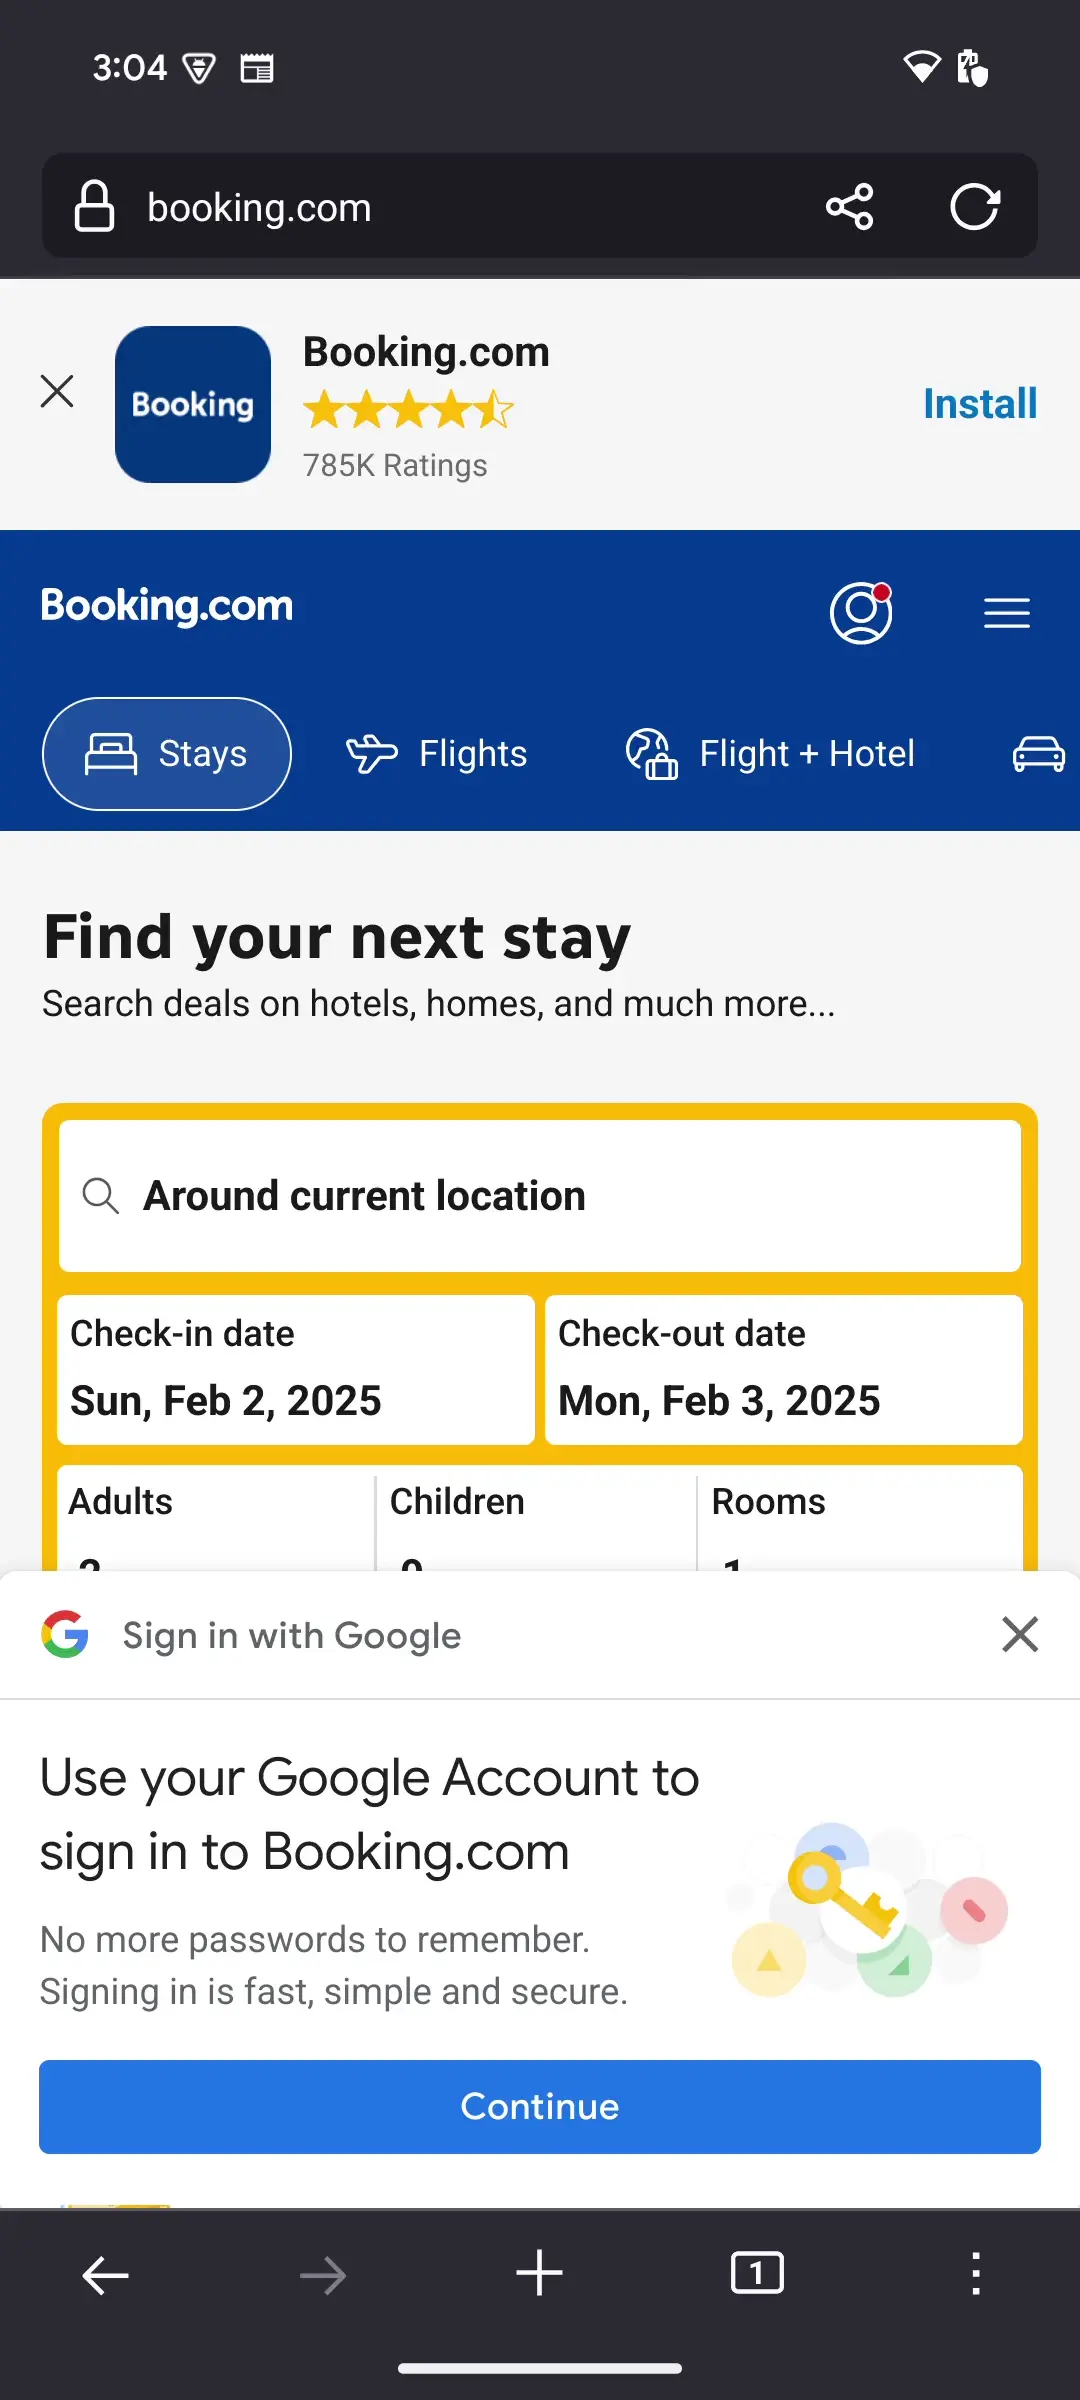 3:04
booking.com
Booking
Booking.com
785K Ratings
Install
Booking.com
Stays
Flights
Flight + Hotel
Find your next stay
Search deals on hotels, homes, and much more...
Around current location
Check-in date
Check-out date
Sun, Feb 2, 2025
Mon, Feb 3, 2025
Adults
Children
Rooms
2
0
1
Sign in with Google
Use your Google Account to
sign in to Booking.com
No more passwords to remember.
Signing in is fast, simple and secure.
Continue
1